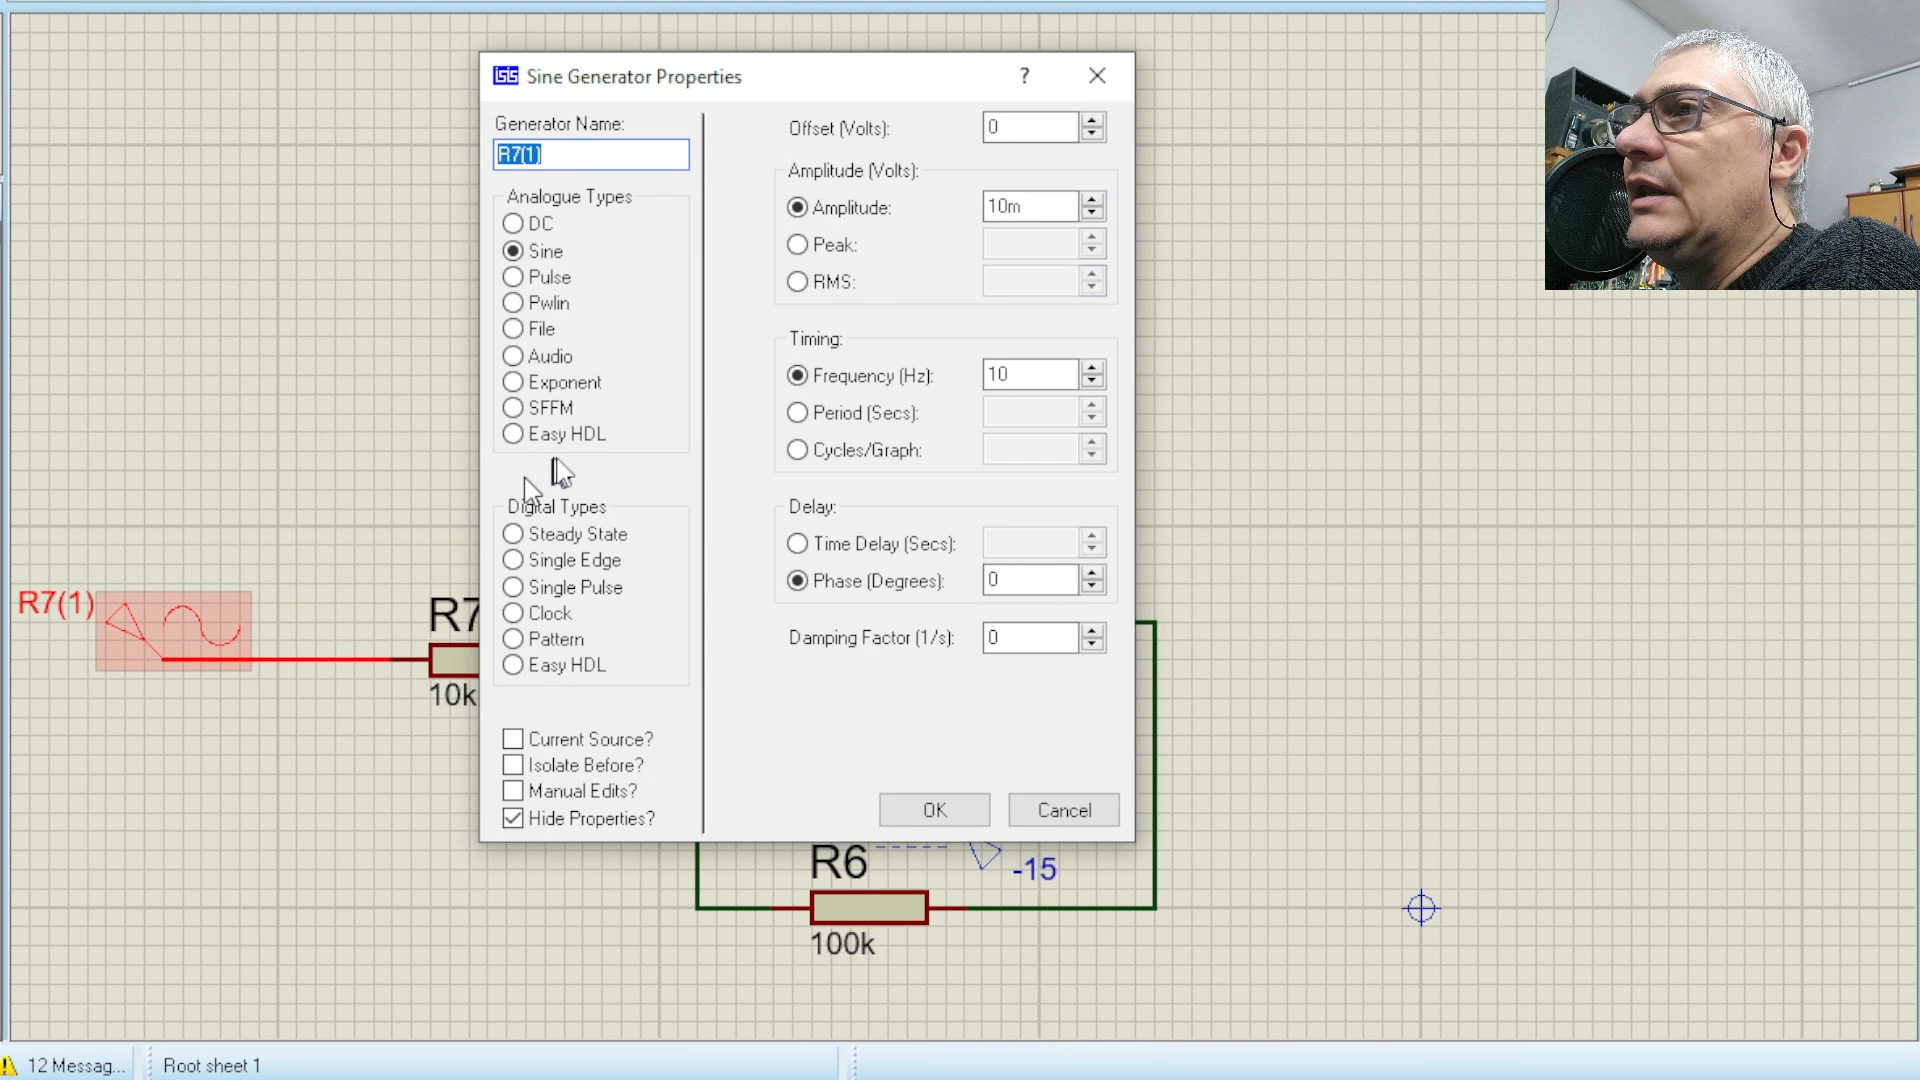 isis Sine Generator Properties ? ×
Generator Name:
R7(1)
Analogue Types
DC
Sine
Pulse
Pwlin
File
Audio
Exponent
SFFM
Easy HDL
Digital Types
Steady State
Single Edge
Single Pulse
Clock
Pattern
Easy HDL
Current Source?
Isolate Before?
Manual Edits?
Hide Properties?
Offset (Volts): 0
Amplitude (Volts):
Amplitude: 10m
Peak:
RMS:
Timing:
Frequency (Hz): 10
Period (Secs):
Cycles/Graph:
Delay:
Time Delay (Secs):
Phase (Degrees): 0
Damping Factor (1/s): 0
OK Cancel
R7(1)
R7
10k
R6
-15
100k
12 Messag... Root sheet 1